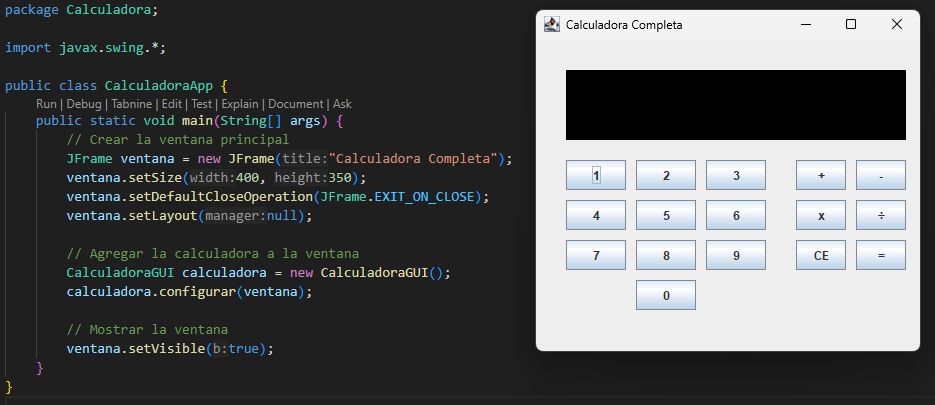 package Calculadora;
import javax.swing.*;
public class CalculadoraApp {
Run | Debug | Tabnine | Edit | Test | Explain | Document | Ask
public static void main(String[] args) {
// Crear la ventana principal
JFrame ventana = new JFrame(title:"Calculadora Completa");
ventana.setSize(width:400, height:350);
ventana.setDefaultCloseOperation(JFrame.EXIT_ON_CLOSE);
ventana.setLayout(manager:null);
// Agregar la calculadora a la ventana
CalculadoraGUI calculadora = new CalculadoraGUI();
calculadora.configurar(ventana);
// Mostrar la ventana
ventana.setVisible(b:true);
}
}
Calculadora Completa
1 2 3 + -
4 5 6 x ÷
7 8 9 CE =
0